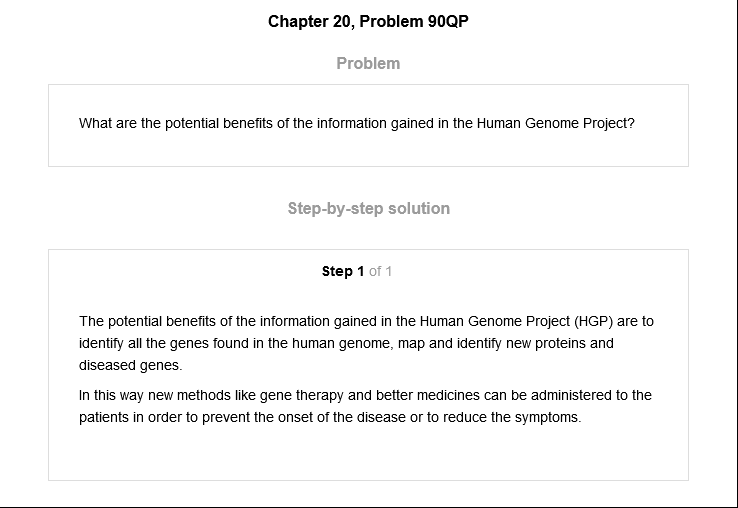 Chapter 20, Problem 90QP
Problem
What are the potential benefits of the information gained in the Human Genome Project?
Step-by-step solution
Step 1 of 1
The potential benefits of the information gained in the Human Genome Project (HGP) are to
identify all the genes found in the human genome, map and identify new proteins and
diseased genes.
In this way new methods like gene therapy and better medicines can be administered to the
patients in order to prevent the onset of the disease or to reduce the symptoms.